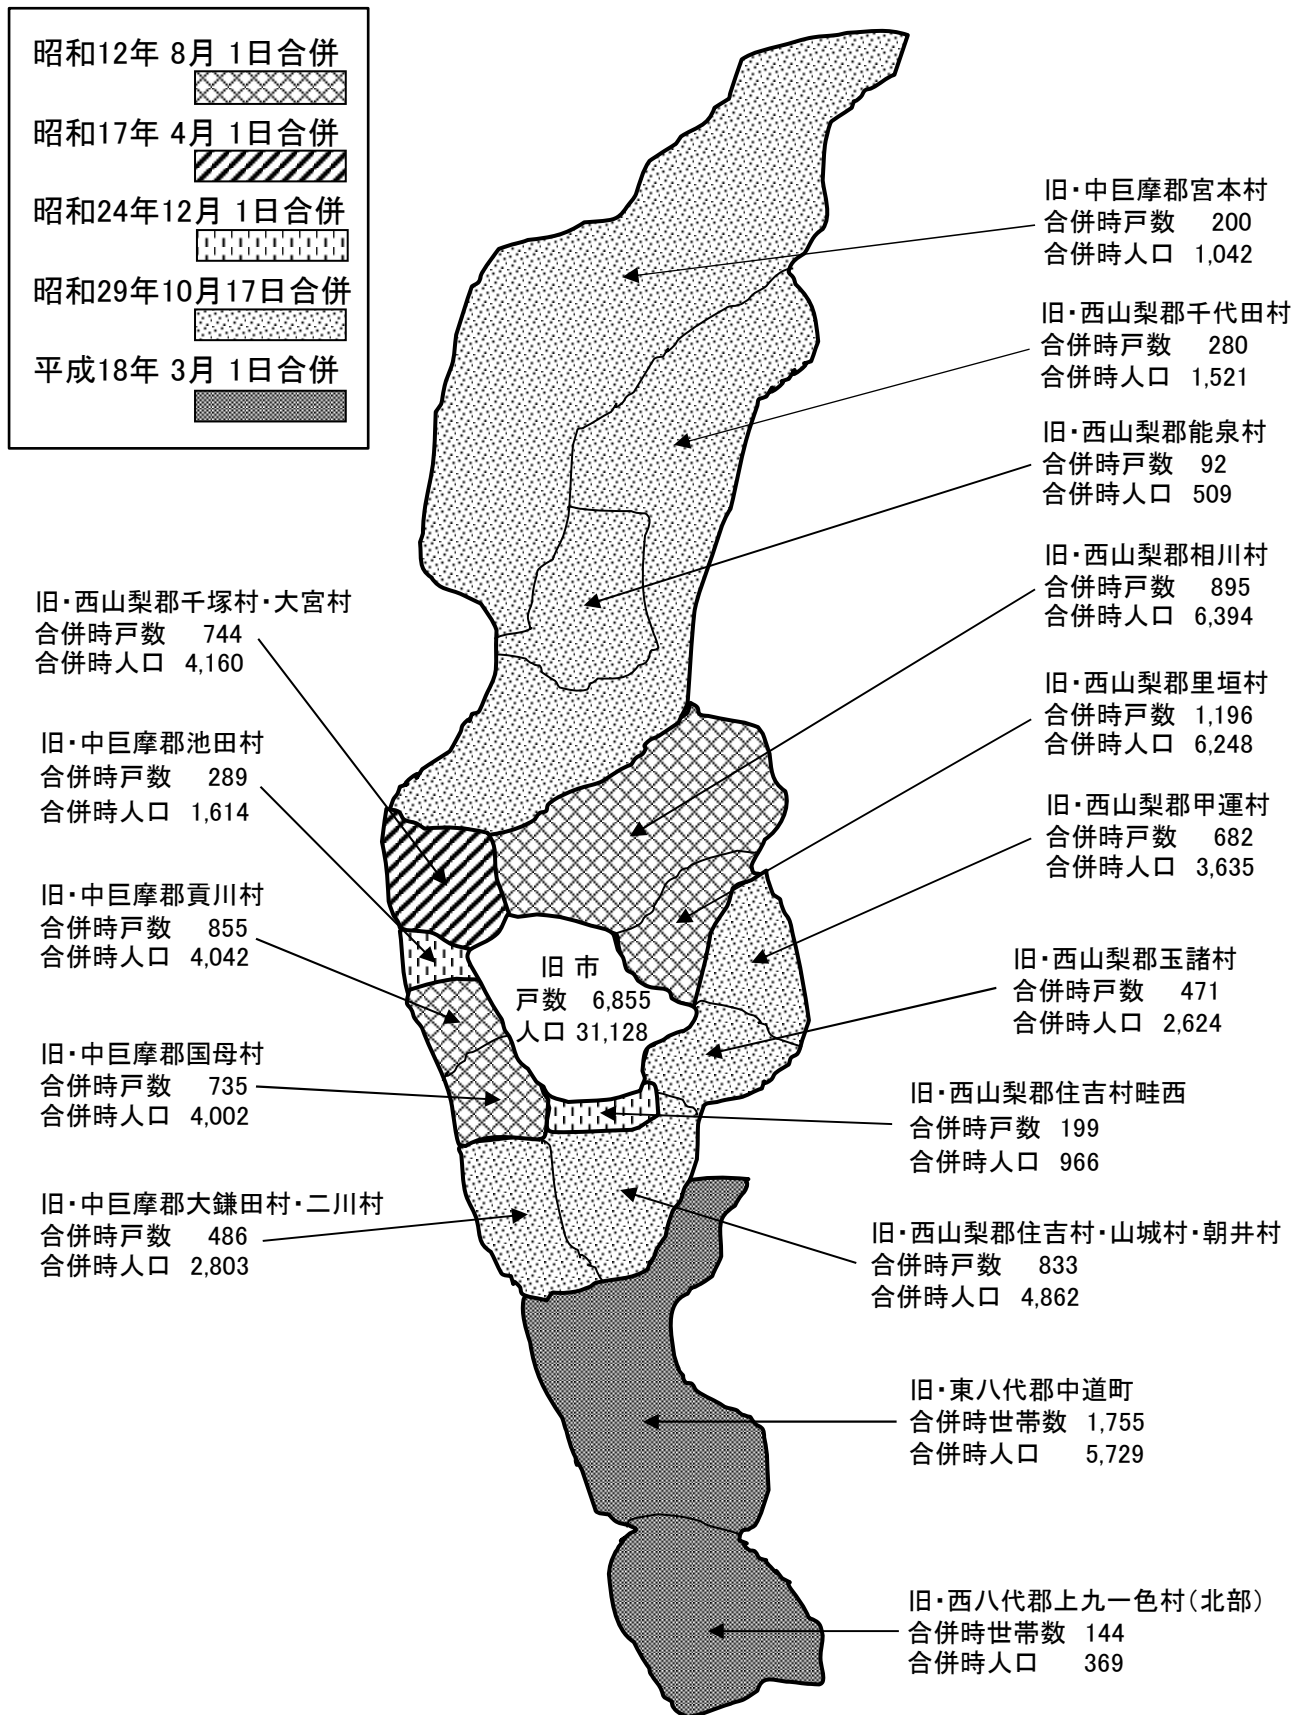 昭和12年 8月 1日合併
昭和17年 4月 1日合併
昭和24年12月 1日合併
昭和29年10月17日合併
平成18年 3月 1日合併
旧・中巨摩郡宮本村
合併時戸数 200
合併時人口 1,042
旧・西山梨郡千代田村
合併時戸数 280
合併時人口 1,521
旧・西山梨郡能泉村
合併時戸数 92
合併時人口 509
旧・西山梨郡相川村
合併時戸数 895
合併時人口 6,394
旧・西山梨郡里垣村
合併時戸数 1,196
合併時人口 6,248
旧・西山梨郡甲運村
合併時戸数 682
合併時人口 3,635
旧・西山梨郡玉諸村
合併時戸数 471
合併時人口 2,624
旧・西山梨郡住吉村畦西
合併時戸数 199
合併時人口 966
旧・西山梨郡住吉村・山城村・朝井村
合併時戸数 833
合併時人口 4,862
旧・東八代郡中道町
合併時世帯数 1,755
合併時人口 5,729
旧・西八代郡上九一色村(北部)
合併時世帯数 144
合併時人口 369
旧・西山梨郡千塚村・大宮村
合併時戸数 744
合併時人口 4,160
旧・中巨摩郡池田村
合併時戸数 289
合併時人口 1,614
旧・中巨摩郡貢川村
合併時戸数 855
合併時人口 4,042
旧・中巨摩郡国母村
合併時戸数 735
合併時人口 4,002
旧・中巨摩郡大鎌田村・二川村
合併時戸数 486
合併時人口 2,803
旧 市
戸数 6,855
人口 31,128